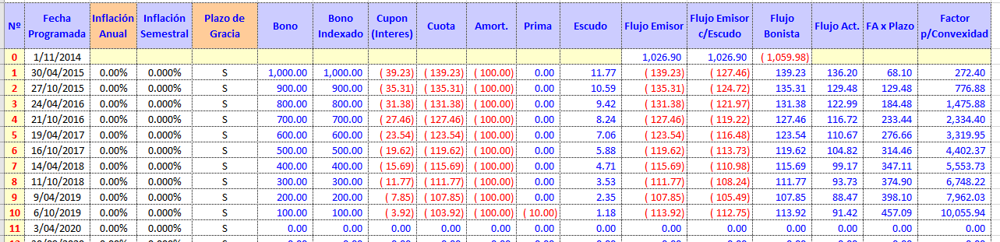 Nº Fecha Programada Inflación Anual Inflación Semestral Plazo de Gracia Bono Bono Indexado Cupon (Interes) Cuota Amort. Prima Escudo Flujo Emisor Flujo Emisor c/Escudo Flujo Bonista Flujo Act. FA x Plazo Factor p/Convexidad
0 1/11/2014 1,026.90 1,026.90 ( 1,059.98)
1 30/04/2015 0.00% 0.000% S 1,000.00 1,000.00 ( 39.23) ( 139.23) ( 100.00) 0.00 11.77 ( 139.23) ( 127.46) 139.23 136.20 68.10 272.40
2 27/10/2015 0.00% 0.000% S 900.00 900.00 ( 35.31) ( 135.31) ( 100.00) 0.00 10.59 ( 135.31) ( 124.72) 135.31 129.48 129.48 776.88
3 24/04/2016 0.00% 0.000% S 800.00 800.00 ( 31.38) ( 131.38) ( 100.00) 0.00 9.42 ( 131.38) ( 121.97) 131.38 122.99 184.48 1,475.88
4 21/10/2016 0.00% 0.000% S 700.00 700.00 ( 27.46) ( 127.46) ( 100.00) 0.00 8.24 ( 127.46) ( 119.22) 127.46 116.72 233.44 2,334.40
5 19/04/2017 0.00% 0.000% S 600.00 600.00 ( 23.54) ( 123.54) ( 100.00) 0.00 7.06 ( 123.54) ( 116.48) 123.54 110.67 276.66 3,319.95
6 16/10/2017 0.00% 0.000% S 500.00 500.00 ( 19.62) ( 119.62) ( 100.00) 0.00 5.88 ( 119.62) ( 113.73) 119.62 104.82 314.46 4,402.37
7 14/04/2018 0.00% 0.000% S 400.00 400.00 ( 15.69) ( 115.69) ( 100.00) 0.00 4.71 ( 115.69) ( 110.98) 115.69 99.17 347.11 5,553.73
8 11/10/2018 0.00% 0.000% S 300.00 300.00 ( 11.77) ( 111.77) ( 100.00) 0.00 3.53 ( 111.77) ( 108.24) 111.77 93.73 374.90 6,748.22
9 9/04/2019 0.00% 0.000% S 200.00 200.00 ( 7.85) ( 107.85) ( 100.00) 0.00 2.35 ( 107.85) ( 105.49) 107.85 88.47 398.10 7,962.03
10 6/10/2019 0.00% 0.000% S 100.00 100.00 ( 3.92) ( 103.92) ( 100.00) ( 10.00) 1.18 ( 113.92) ( 112.75) 113.92 91.42 457.09 10,055.94
11 3/04/2020 0.00% 0.000% S 0.00 0.00 0.00 0.00 0.00 0.00 0.00 0.00 0.00 0.00 0.00 0.00 0.00